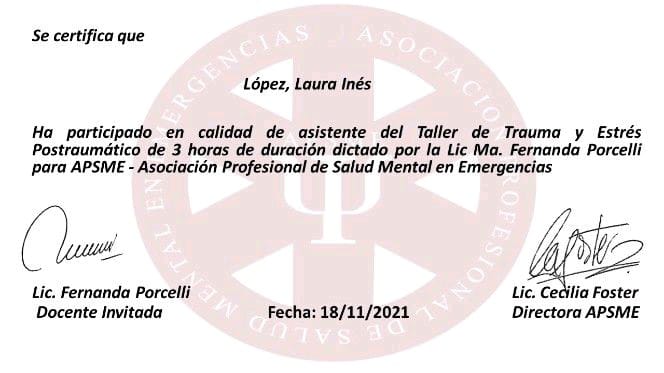 Se certifica que
López, Laura Inés
Ha participado en calidad de asistente del Taller de Trauma y Estrés
Postraumático de 3 horas de duración dictado por la Lic Ma. Fernanda Porcelli
para APSME - Asociación Profesional de Salud Mental en Emergencias
Lic. Fernanda Porcelli
Docente Invitada
Fecha: 18/11/2021
Lic. Cecilia Foster
Directora APSME
ASOCIACION PROFESIONAL DE SALUD MENTAL EN EMERGENCIAS